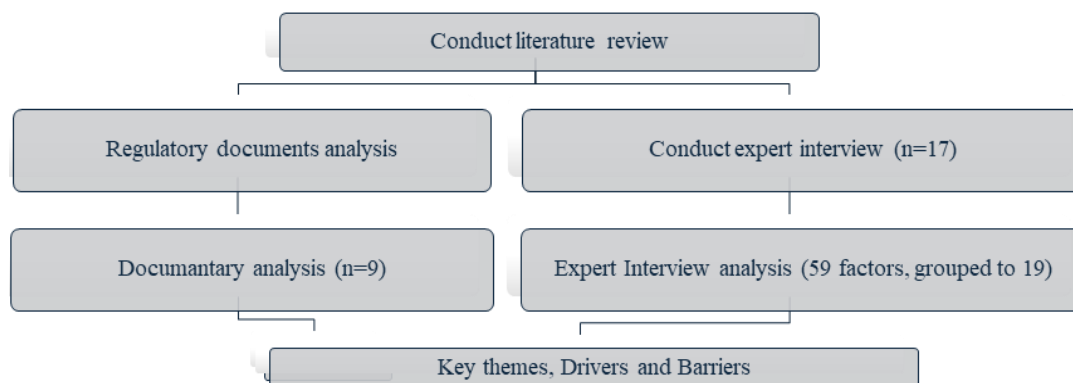 Conduct literature review
Regulatory documents analysis
Conduct expert interview (n=17)
Documantary analysis (n=9)
Expert Interview analysis (59 factors, grouped to 19)
Key themes, Drivers and Barriers